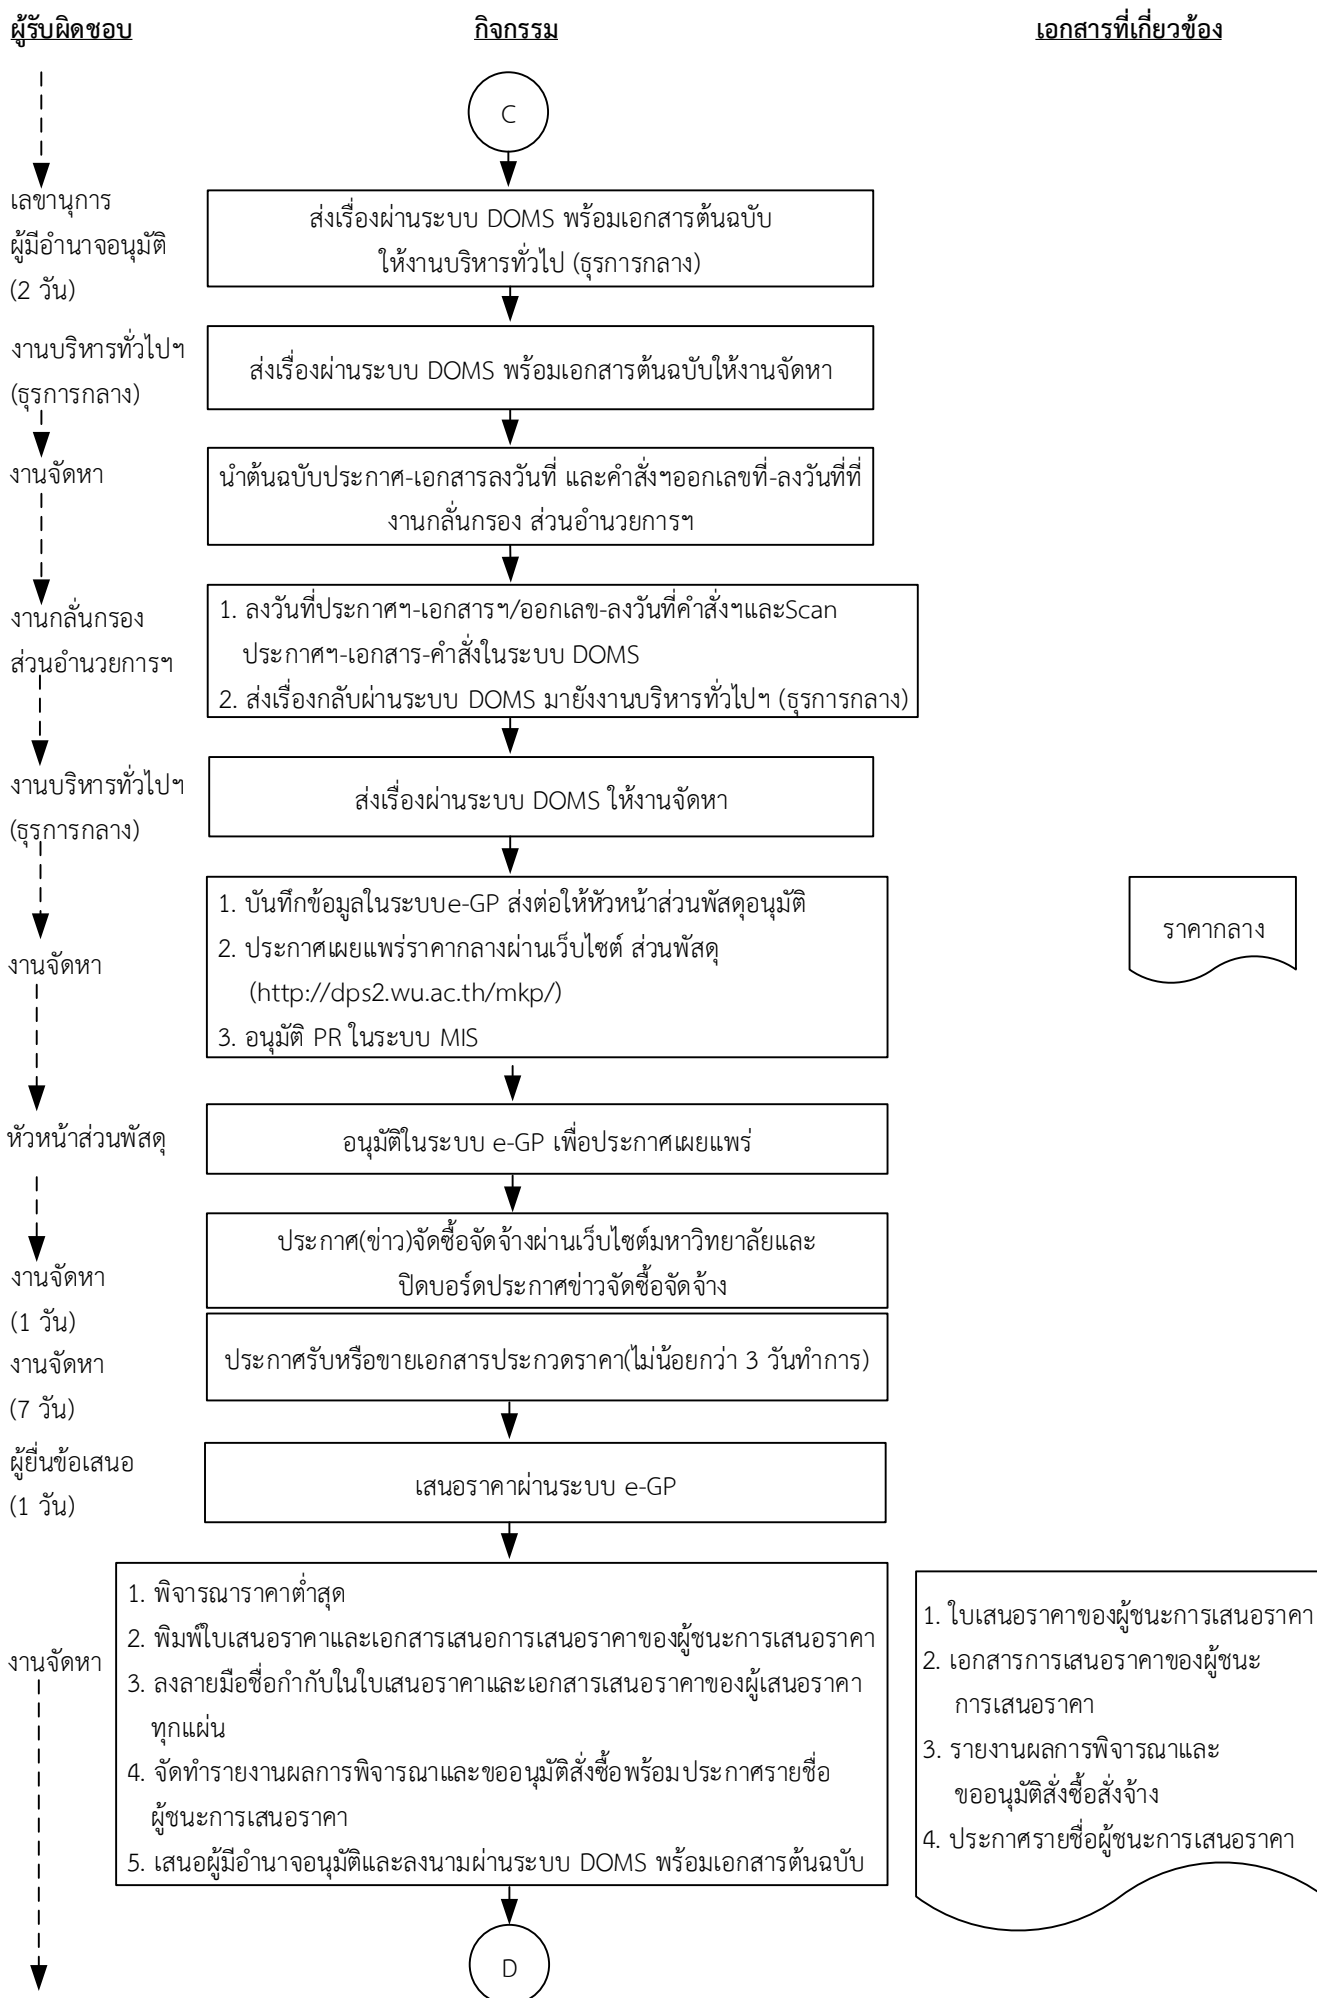 ผู้รับผิดชอบ
กิจกรรม
เอกสารที่เกี่ยวข้อง
C
เลขานุการ
ผู้มีอำนาจอนุมัติ
(2 วัน)
ส่งเรื่องผ่านระบบ DOMS พร้อมเอกสารต้นฉบับ
ให้งานบริหารทั่วไป (ธุรการกลาง)
งานบริหารทั่วไปฯ
(ธุรการกลาง)
ส่งเรื่องผ่านระบบ DOMS พร้อมเอกสารต้นฉบับให้งานจัดหา
งานจัดหา
นำต้นฉบับประกาศ-เอกสารลงวันที่ และคำสั่งฯออกเลขที่-ลงวันที่ที่
งานกลั่นกรอง ส่วนอำนวยการฯ
งานกลั่นกรอง
ส่วนอำนวยการฯ
1. ลงวันที่ประกาศฯ-เอกสารฯ/ออกเลข-ลงวันที่คำสั่งฯและScan
ประกาศฯ-เอกสาร-คำสั่งในระบบ DOMS
2. ส่งเรื่องกลับผ่านระบบ DOMS มายังงานบริหารทั่วไปฯ (ธุรการกลาง)
งานบริหารทั่วไปฯ
(ธุรการกลาง)
ส่งเรื่องผ่านระบบ DOMS ให้งานจัดหา
งานจัดหา
1. บันทึกข้อมูลในระบบe-GP ส่งต่อให้หัวหน้าส่วนพัสดุอนุมัติ
2. ประกาศเผยแพร่ราคากลางผ่านเว็บไซต์ ส่วนพัสดุ
(http://dps2.wu.ac.th/mkp/)
3. อนุมัติ PR ในระบบ MIS
ราคากลาง
หัวหน้าส่วนพัสดุ
อนุมัติในระบบ e-GP เพื่อประกาศเผยแพร่
งานจัดหา
(1 วัน)
ประกาศ(ข่าว)จัดซื้อจัดจ้างผ่านเว็บไซต์มหาวิทยาลัยและ
ปิดบอร์ดประกาศข่าวจัดซื้อจัดจ้าง
งานจัดหา
(7 วัน)
ประกาศรับหรือขายเอกสารประกวดราคา(ไม่น้อยกว่า 3 วันทำการ)
ผู้ยื่นข้อเสนอ
(1 วัน)
เสนอราคาผ่านระบบ e-GP
งานจัดหา
1. พิจารณาราคาต่ำสุด
2. พิมพ์ใบเสนอราคาและเอกสารเสนอการเสนอราคาของผู้ชนะการเสนอราคา
3. ลงลายมือชื่อกำกับในใบเสนอราคาและเอกสารเสนอราคาของผู้เสนอราคา
ทุกแผ่น
4. จัดทำรายงานผลการพิจารณาและขออนุมัติสั่งซื้อพร้อมประกาศรายชื่อ
ผู้ชนะการเสนอราคา
5. เสนอผู้มีอำนาจอนุมัติและลงนามผ่านระบบ DOMS พร้อมเอกสารต้นฉบับ
1. ใบเสนอราคาของผู้ชนะการเสนอราคา
2. เอกสารการเสนอราคาของผู้ชนะ
การเสนอราคา
3. รายงานผลการพิจารณาและ
ขออนุมัติสั่งซื้อสั่งจ้าง
4. ประกาศรายชื่อผู้ชนะการเสนอราคา
D